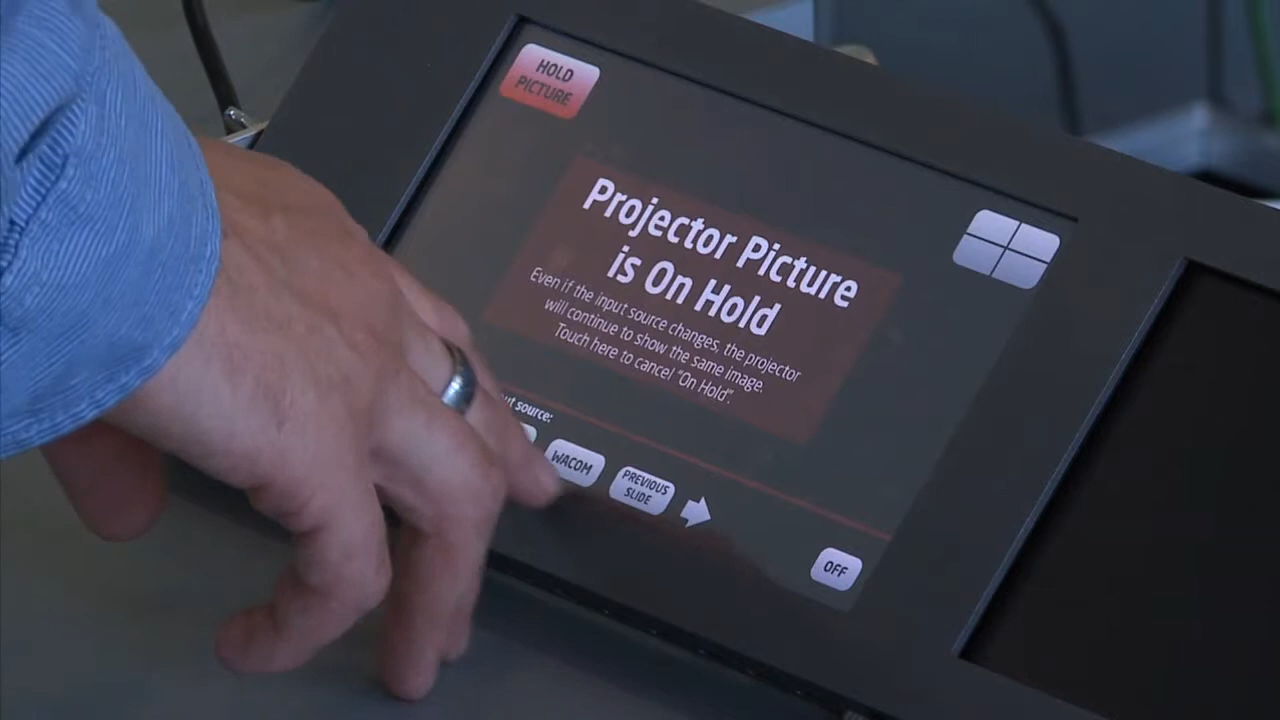 HOLD
PICTURE
Projector Picture
is On Hold
Even if the input source changes, the projector
will continue to show the same image.
Touch here to cancel "On Hold".
source:
WACOM
PREVIOUS
SLIDE
OFF